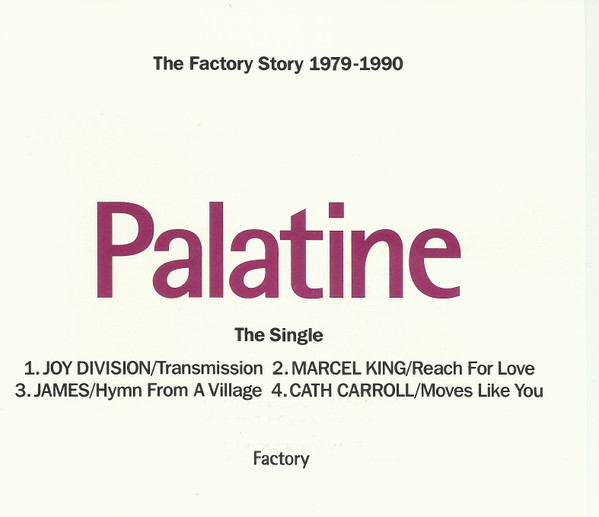 The Factory Story 1979-1990
Palatine
The Single
1. JOY DIVISION/Transmission 2. MARCEL KING/Reach For Love
3. JAMES/Hymn From A Village 4. CATH CARROLL/Moves Like You
Factory